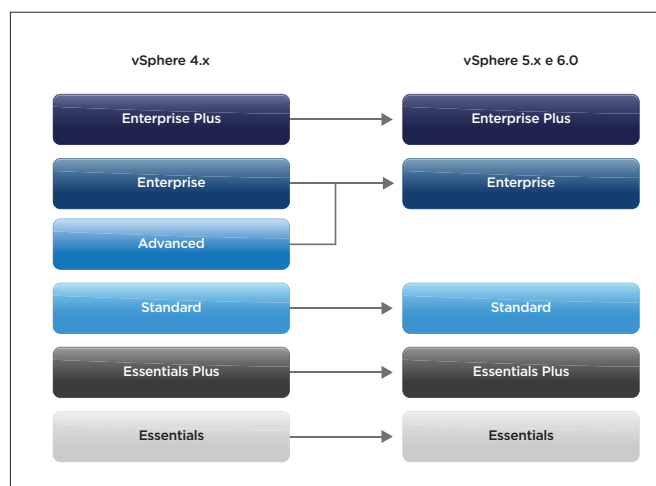 vSphere 4.x
vSphere 5.x e 6.0
Enterprise Plus
Enterprise Plus
Enterprise
Enterprise
Advanced
Standard
Standard
Essentials Plus
Essentials Plus
Essentials
Essentials